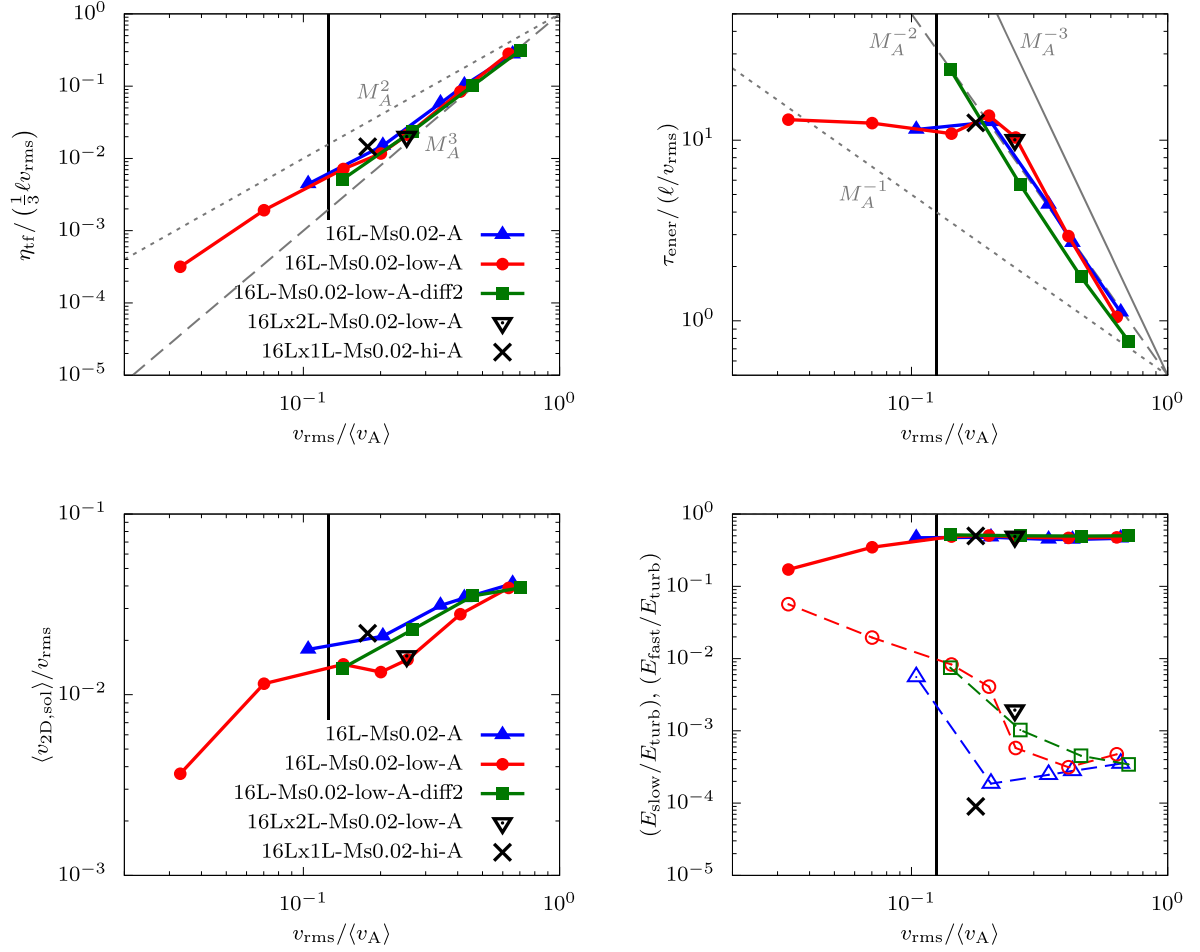 10^0
10^-1
10^-2
10^-3
10^-4
10^-5
η_tf / (1/3 ℓv_rms)
M_A^2
M_A^3
16L-Ms0.02-A
16L-Ms0.02-low-A
16L-Ms0.02-low-A-diff2
16Lx2L-Ms0.02-low-A
16Lx1L-Ms0.02-hi-A
10^-1 10^0
v_rms/⟨v_A⟩
10^1
10^0
τ_ener/ (ℓ/v_rms)
M_A^-2
M_A^-3
M_A^-1
10^-1 10^0
v_rms/⟨v_A⟩
10^-1
10^-2
10^-3
⟨v_2D,sol⟩/v_rms
16L-Ms0.02-A
16L-Ms0.02-low-A
16L-Ms0.02-low-A-diff2
16Lx2L-Ms0.02-low-A
16Lx1L-Ms0.02-hi-A
10^-1 10^0
v_rms/⟨v_A⟩
10^0
10^-1
10^-2
10^-3
10^-4
10^-5
(E_slow/E_turb), (E_fast/E_turb)
10^-1 10^0
v_rms/⟨v_A⟩